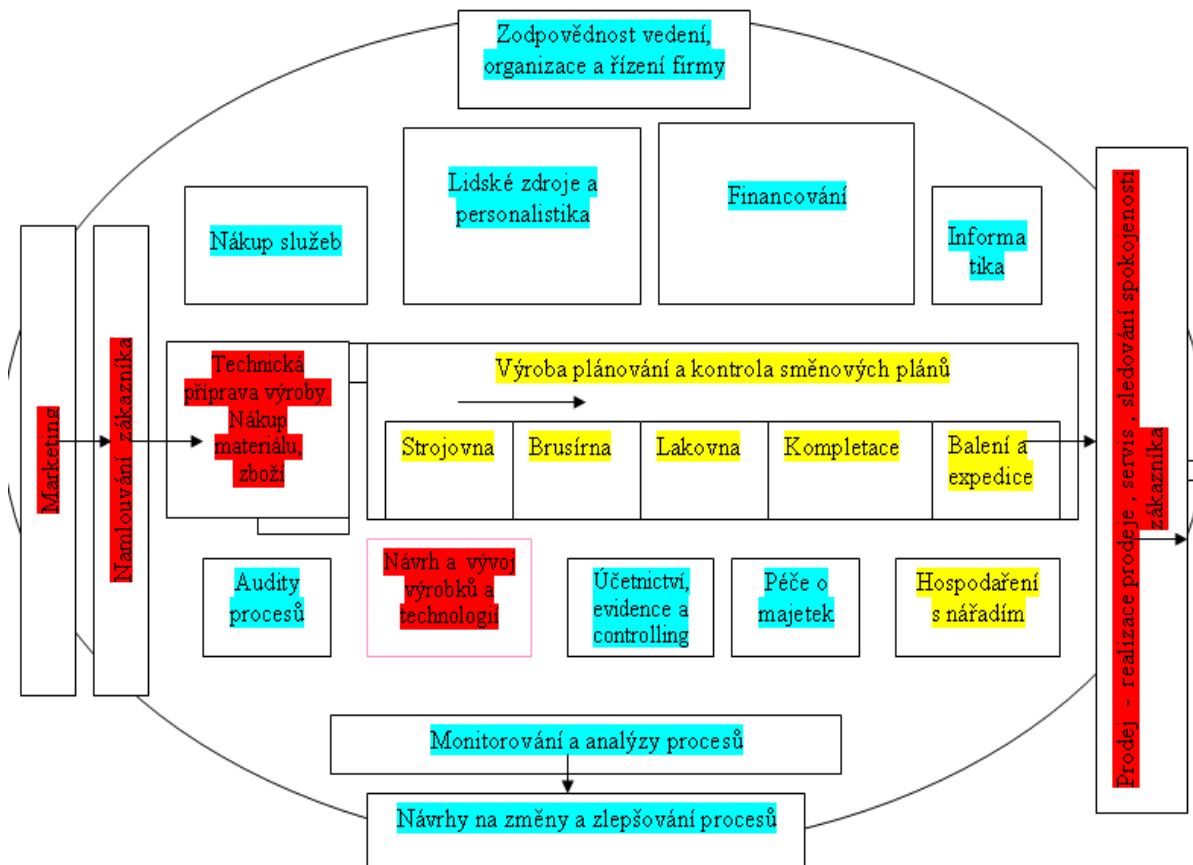 Zodpovědnost vedení,
organizace a řízení firmy
Lidské zdroje a
personalistika
Financování
Nákup služeb
Informa
tika
Marketing
Namlouvání zákazníka
Technická
příprava výroby.
Nákup
materiálu,
zboží
Výroba plánování a kontrola směnových plánů
Strojovna
Brusírna
Lakovna
Kompletace
Balení a
expedice
Prodej - realizace prodeje , servis , sledování spokojenosti
zákazníka
Audity
procesů
Návrh a vývoj
výrobků a
technologií
Účetnictví,
evidence a
controlling
Péče o
majetek
Hospodaření
s nářadím
Monitorování a analýzy procesů
Návrhy na změny a zlepšování procesů